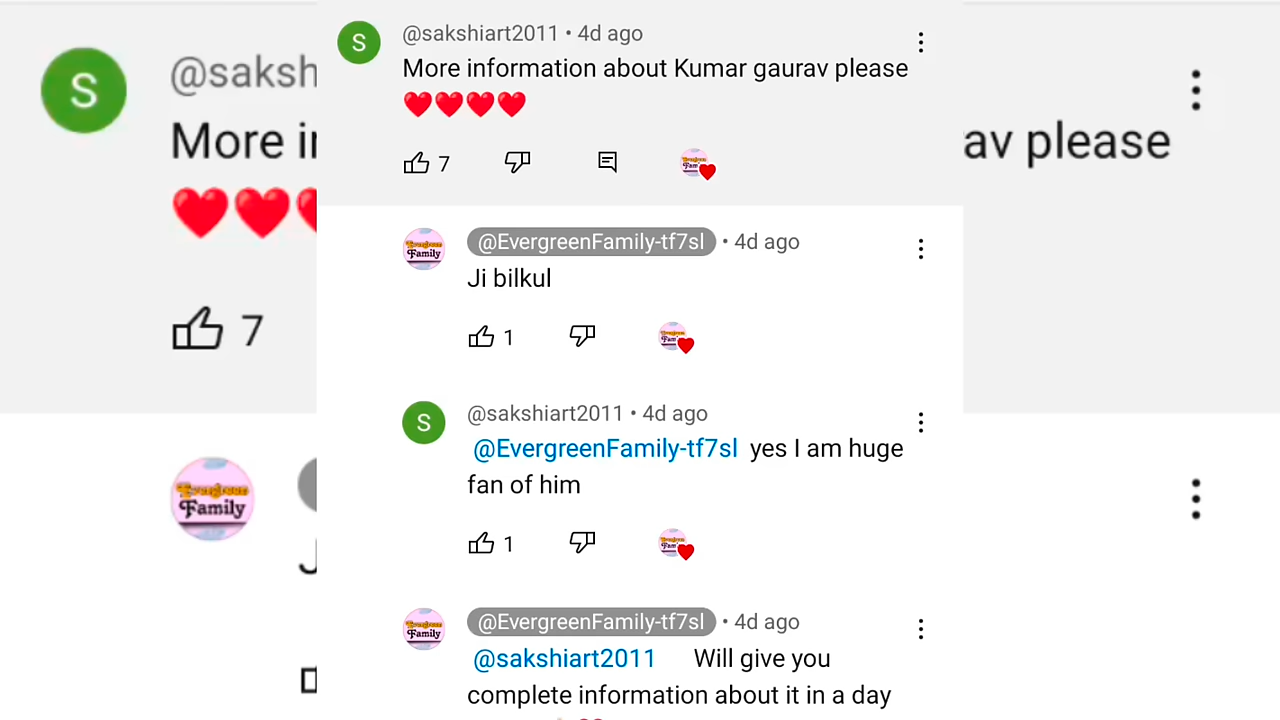 @sakshiart2011 • 4d ago
More information about Kumar gaurav please
❤️❤️❤️❤️
7
@EvergreenFamily-tf7sl • 4d ago
Ji bilkul
1
@sakshiart2011 • 4d ago
@EvergreenFamily-tf7sl yes I am huge
fan of him
1
@EvergreenFamily-tf7sl • 4d ago
@sakshiart2011 Will give you
complete information about it in a day
S
@saksh
More i
av please
7
Evergreen
Family